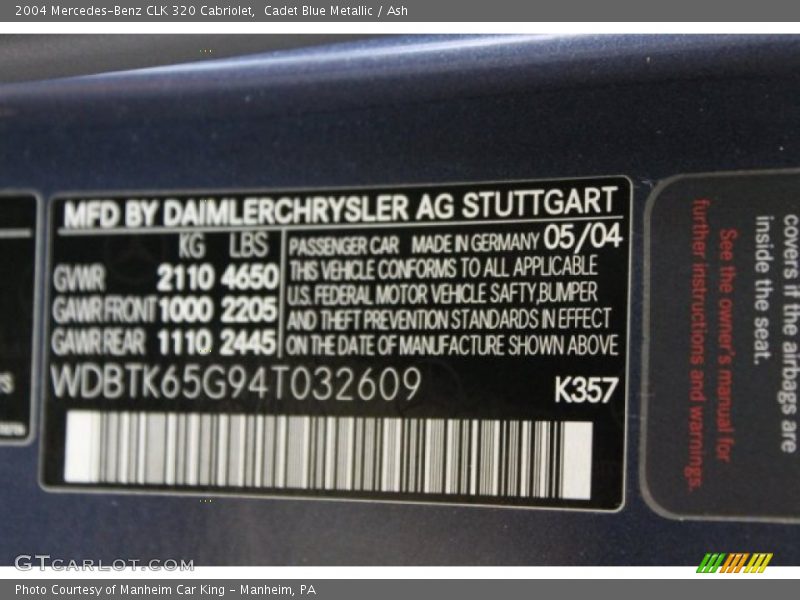 2004 Mercedes-Benz CLK 320 Cabriolet,  Cadet Blue Metallic / Ash
MFD BY DAIMLERCHRYSLER AG STUTTGART
KG LBS
GVWR 2110 4650
GAWR FRONT 1000 2205
GAWR REAR 1110 2445
PASSENGER CAR MADE IN GERMANY 05/04
THIS VEHICLE CONFORMS TO ALL APPLICABLE
U.S. FEDERAL MOTOR VEHICLE SAFTY,BUMPER
AND THEFT PREVENTION STANDARDS IN EFFECT
ON THE DATE OF MANUFACTURE SHOWN ABOVE
WDBTK65G94T032609
K357
covers if the airbags are
inside the seat.
See the owner's manual for
further instructions and warnings.
GTCARLOT.COM
Photo Courtesy of Manheim Car King - Manheim, PA